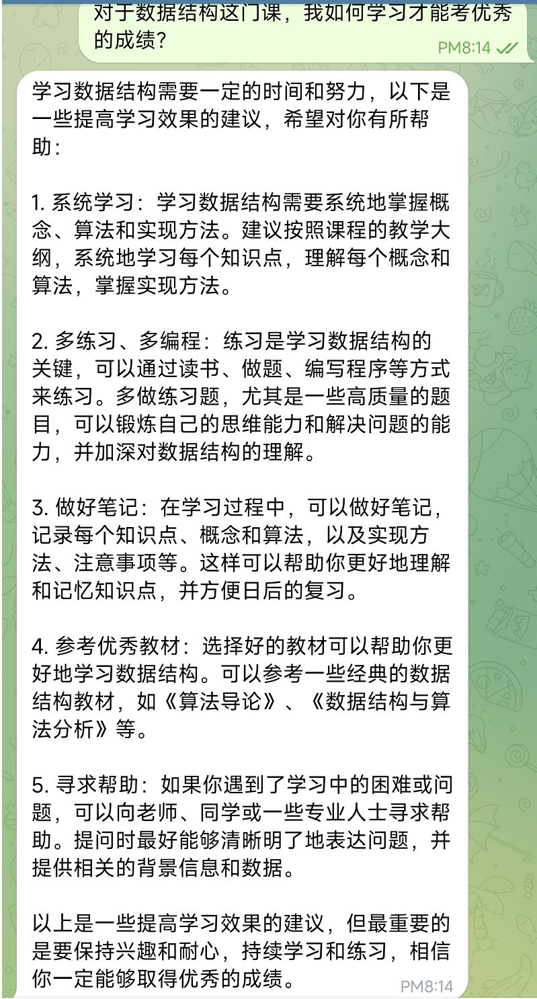 对于数据结构这门课，我如何学习才能考优秀
的成绩？
PM8:14
学习数据结构需要一定的时间和努力，以下是
一些提高学习效果的建议，希望对你有所帮
助：
1. 系统学习：学习数据结构需要系统地掌握概
念、算法和实现方法。建议按照课程的教学大
纲，系统地学习每个知识点，理解每个概念和
算法，掌握实现方法。
2. 多练习、多编程：练习是学习数据结构的
关键，可以通过读书、做题、编写程序等方式
来练习。多做练习题，尤其是一些高质量的题
目，可以锻炼自己的思维能力和解决问题的能
力，并加深对数据结构的理解。
3. 做好笔记：在学习过程中，可以做好笔记，
记录每个知识点、概念和算法，以及实现方
法、注意事项等。这样可以帮助你更好地理解
和记忆知识点，并方便日后的复习。
4. 参考优秀教材：选择好的教材可以帮助你更
好地学习数据结构。可以参考一些经典的数据
结构教材，如《算法导论》、《数据结构与算
法分析》等。
5. 寻求帮助：如果你遇到了学习中的困难或问
题，可以向老师、同学或一些专业人士寻求帮
助。提问时最好能够清晰明了地表达问题，并
提供相关的背景信息和数据。
以上是一些提高学习效果的建议，但最重要的
是要保持兴趣和耐心，持续学习和练习，相信
你一定能够取得优秀的成绩。
PM8:14